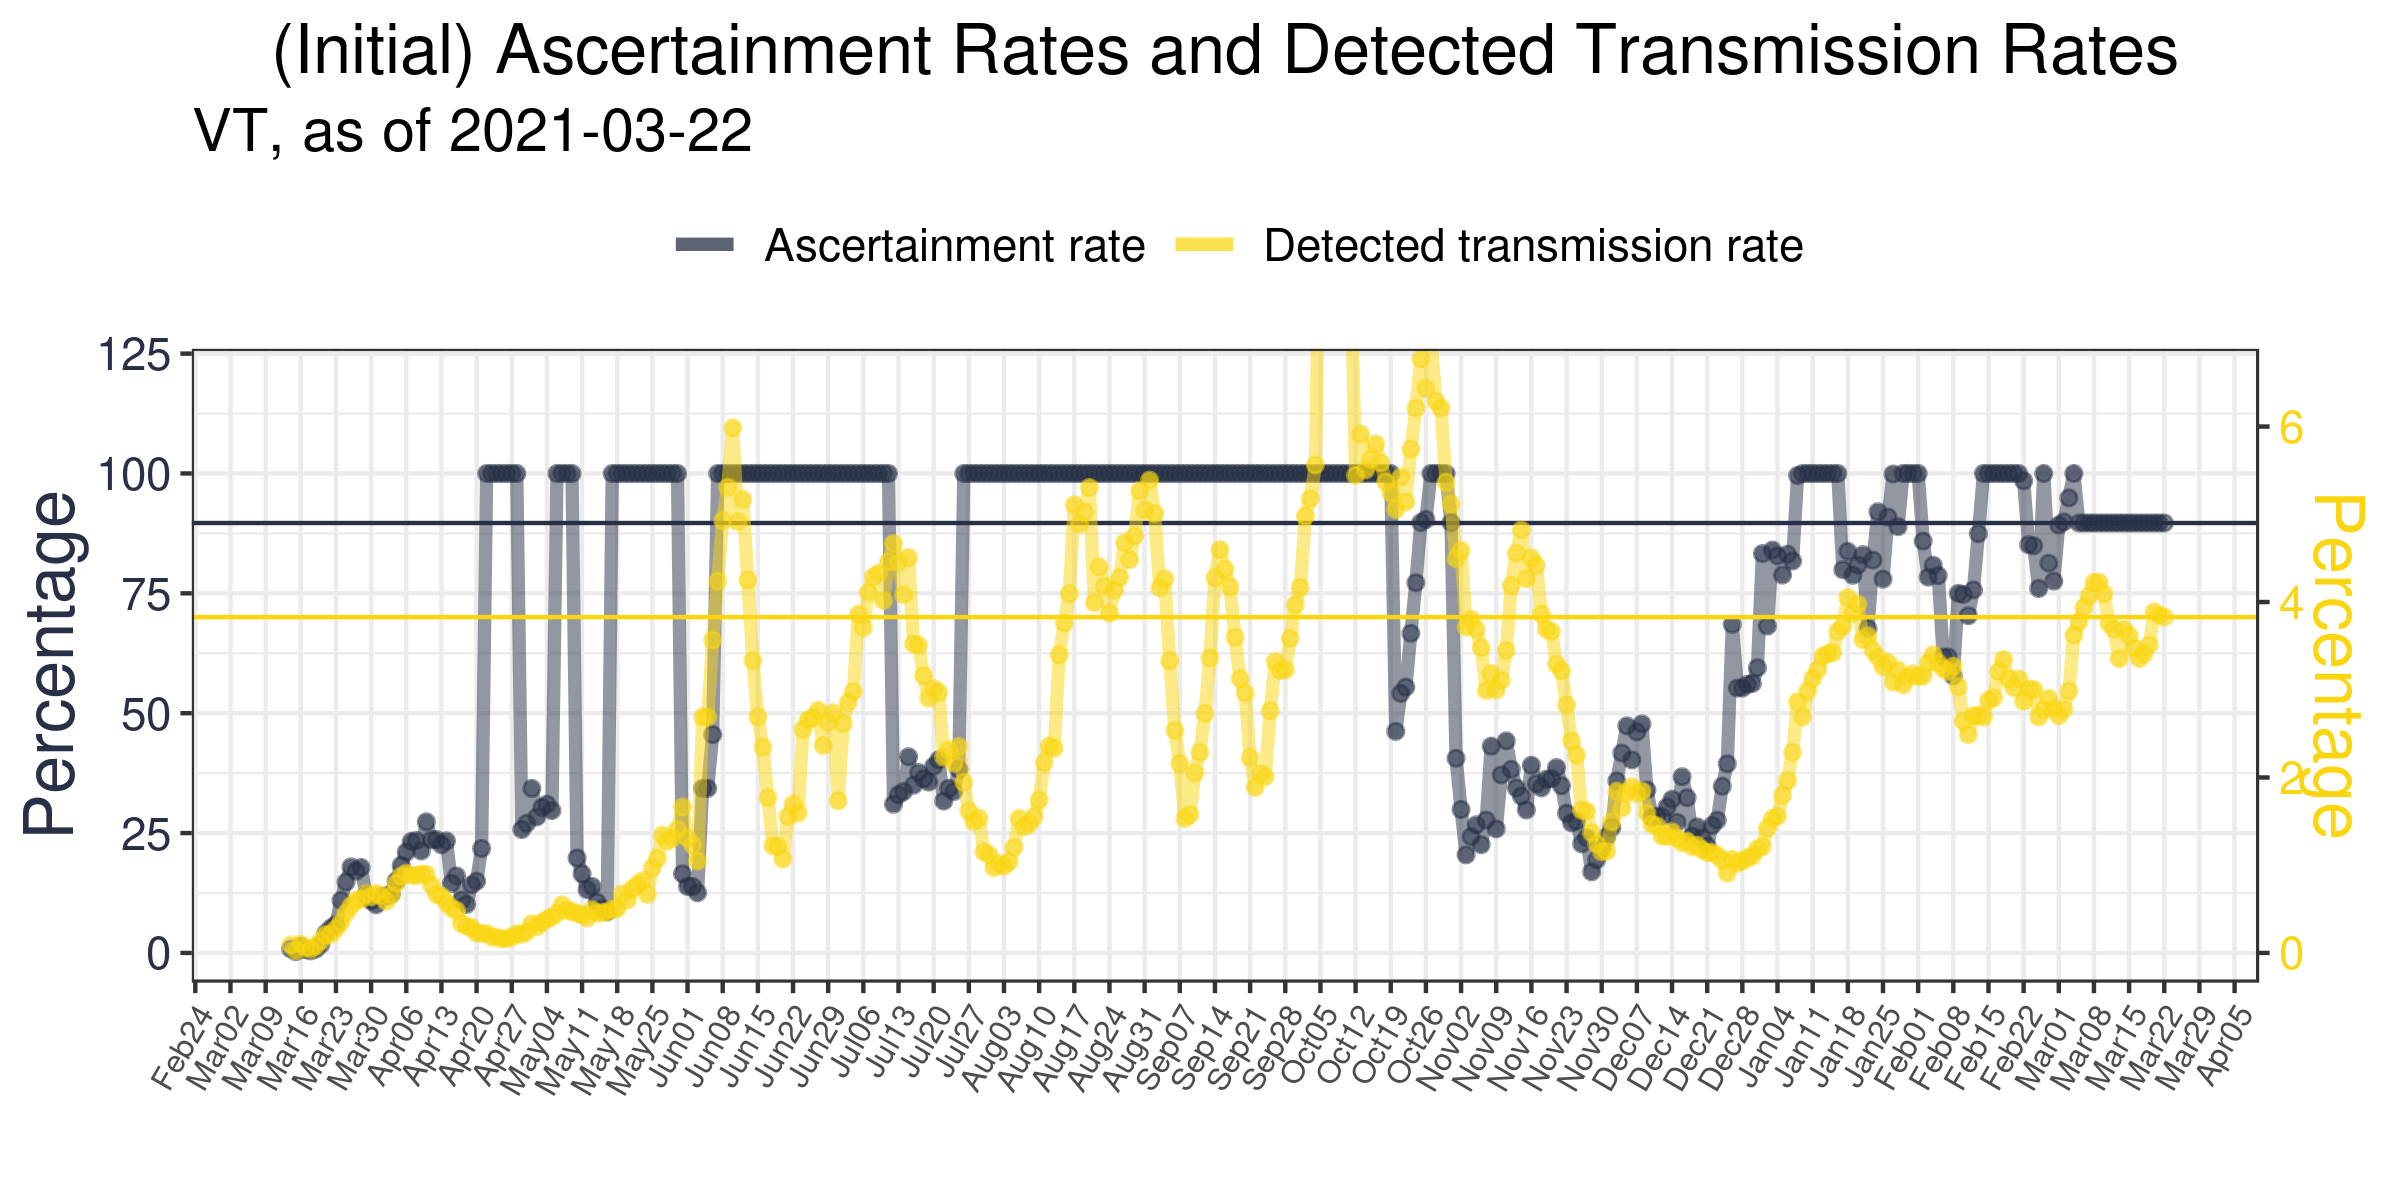 (Initial) Ascertainment Rates and Detected Transmission Rates
VT, as of 2021-03-22
Ascertainment rate
Detected transmission rate
125
100
75
50
25
0
Percentage
6
4
2
0
Percentage
Feb24
Mar02
Mar09
Mar16
Mar23
Mar30
Apr06
Apr13
Apr20
Apr27
May04
May11
May18
May25
Jun01
Jun08
Jun15
Jun22
Jun29
Jul06
Jul13
Jul20
Jul27
Aug03
Aug10
Aug17
Aug24
Aug31
Sep07
Sep14
Sep21
Sep28
Oct05
Oct12
Oct19
Oct26
Nov02
Nov09
Nov16
Nov23
Nov30
Dec07
Dec14
Dec21
Dec28
Jan04
Jan11
Jan18
Jan25
Feb01
Feb08
Feb15
Feb22
Mar01
Mar08
Mar15
Mar22
Mar29
Apr05